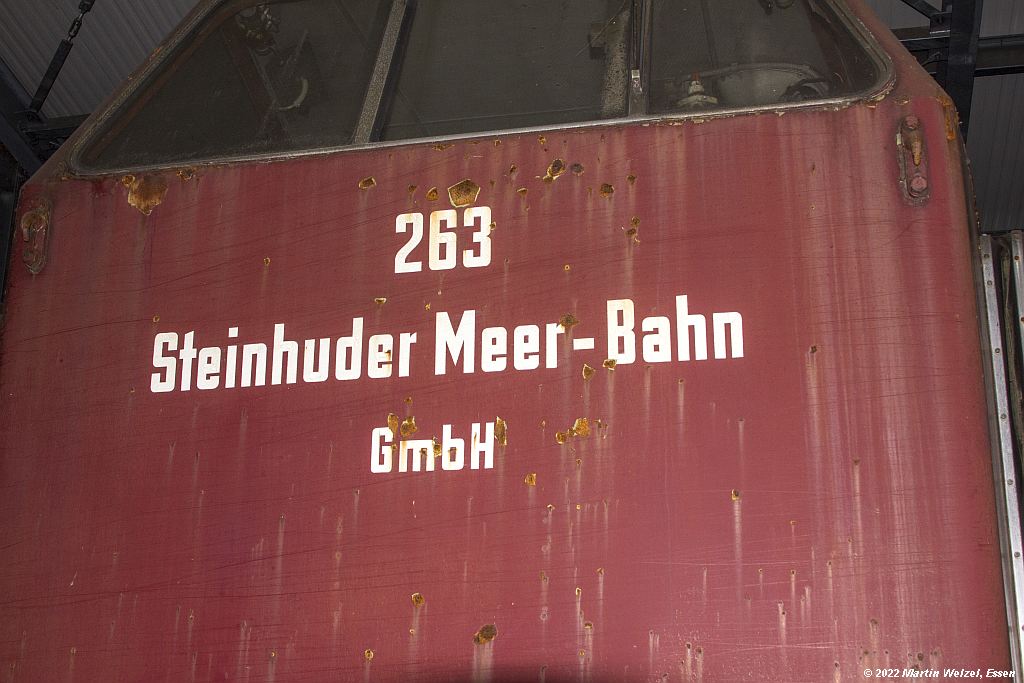 263
Steinhuder Meer-Bahn
GmbH
© 2022 Martin Welzel, Essen